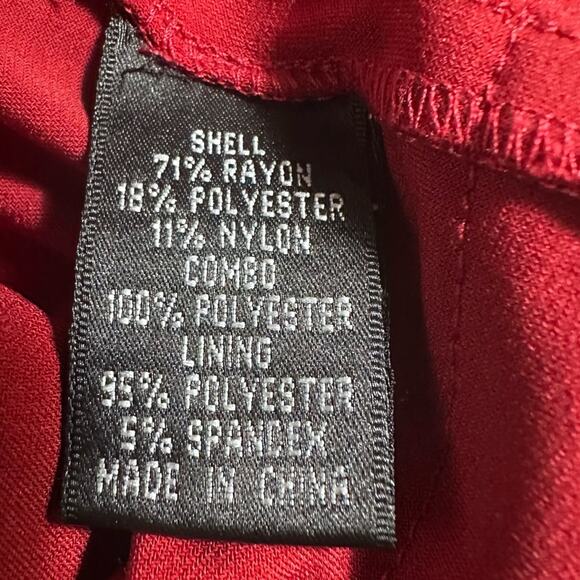 SHELL
71% RAYON
18% POLYESTER
11% NYLON
COMBO
100% POLYESTER
LINING
95% POLYESTER
5% SPANDEX
MADE IN CHINA